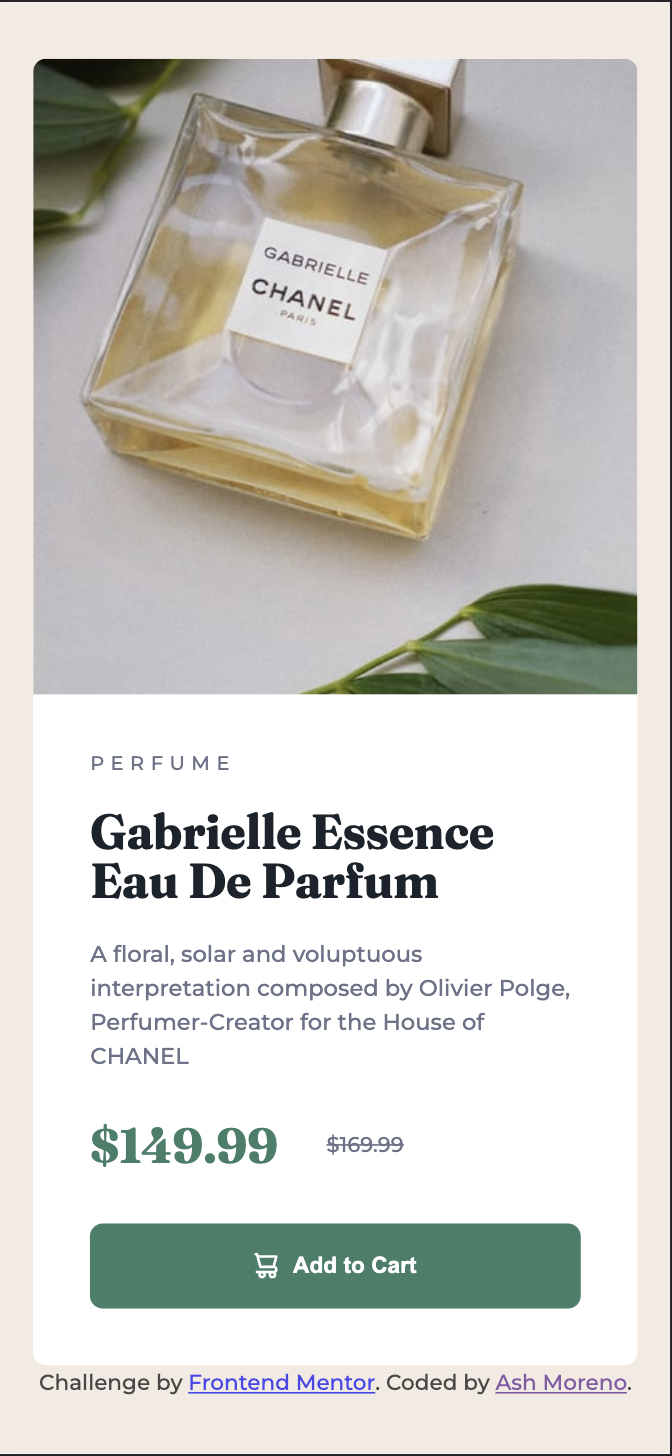 GABRIELLE
CHANEL
PARIS
PERFUME
Gabrielle Essence
Eau De Parfum
A floral, solar and voluptuous
interpretation composed by Olivier Polge,
Perfumer-Creator for the House of
CHANEL
$149.99 $169.99
Add to Cart
Challenge by Frontend Mentor. Coded by Ash Moreno.